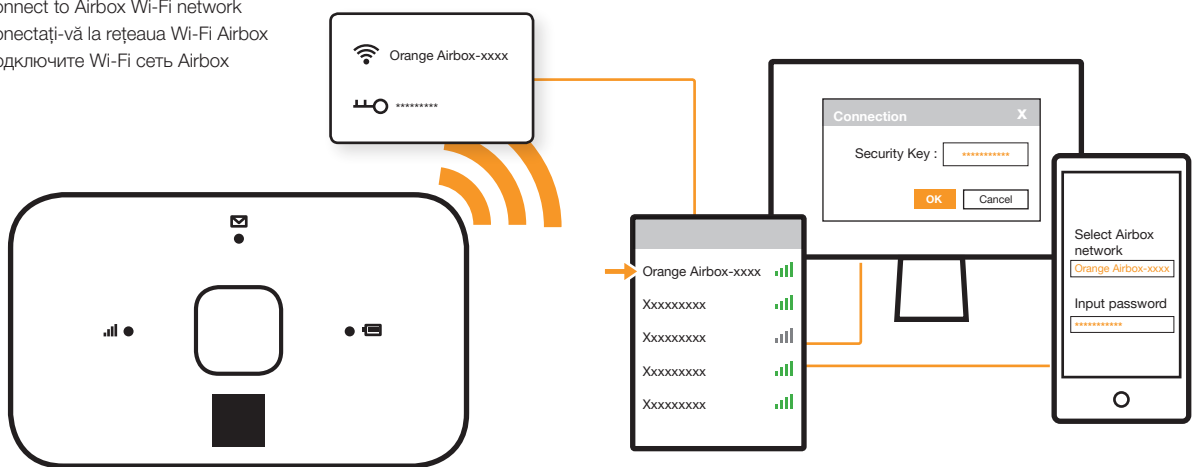 onnect to Airbox Wi-Fi network
onectați-vă la rețeaua Wi-Fi Airbox
одключите Wi-Fi сеть Airbox
Orange Airbox-xxxx
*********
Connection X
Security Key : ***********
OK Cancel
Orange Airbox-xxxx
Xxxxxxxxx
Xxxxxxxxx
Xxxxxxxxx
Xxxxxxxxx
Select Airbox
network
Orange Airbox-xxxx
Input password
***********